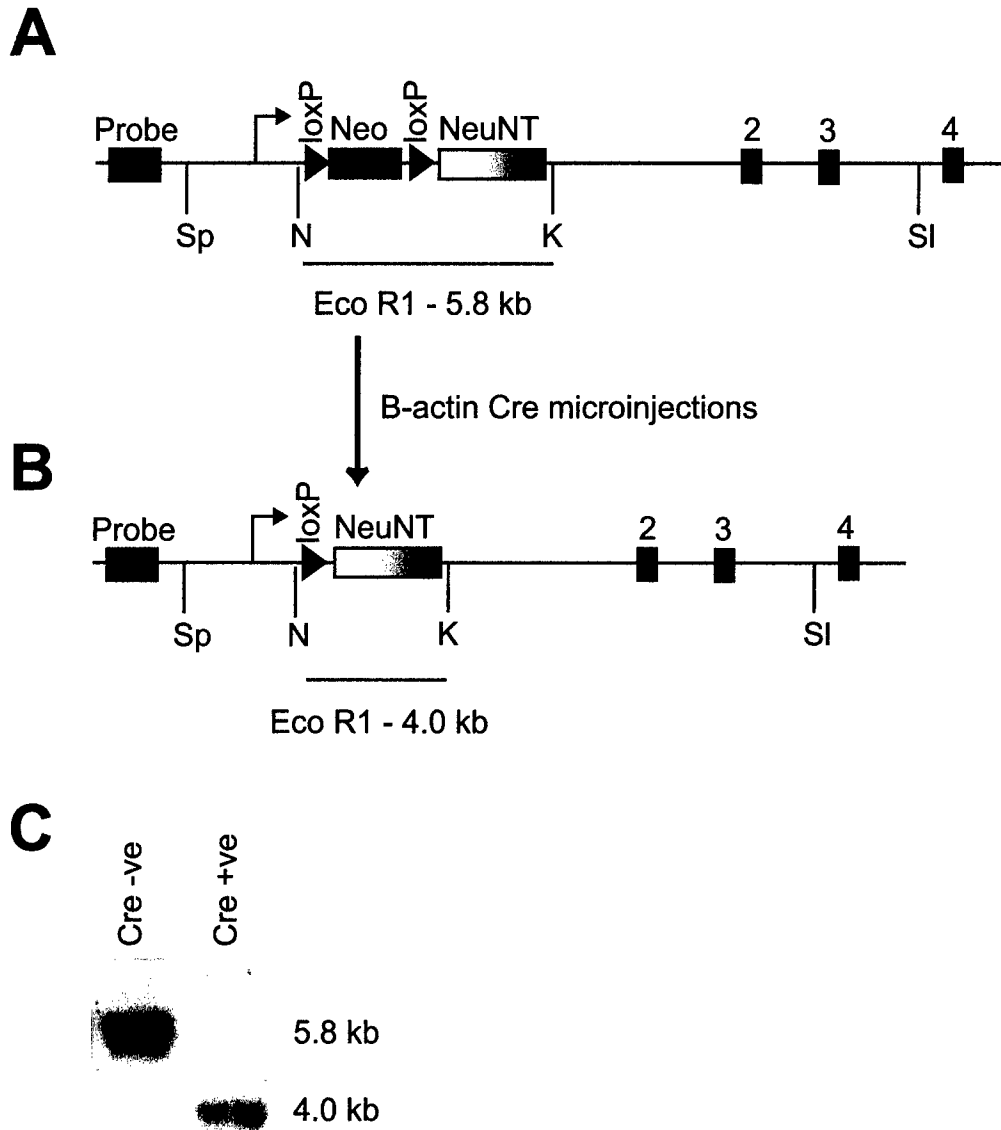 A
Probe loxP Neo loxP NeuNT 2 3 4
Sp N K Sl
Eco R1 - 5.8 kb
B-actin Cre microinjections
B
Probe loxP NeuNT 2 3 4
Sp N K Sl
Eco R1 - 4.0 kb
C
Cre -ve Cre +ve
5.8 kb
4.0 kb